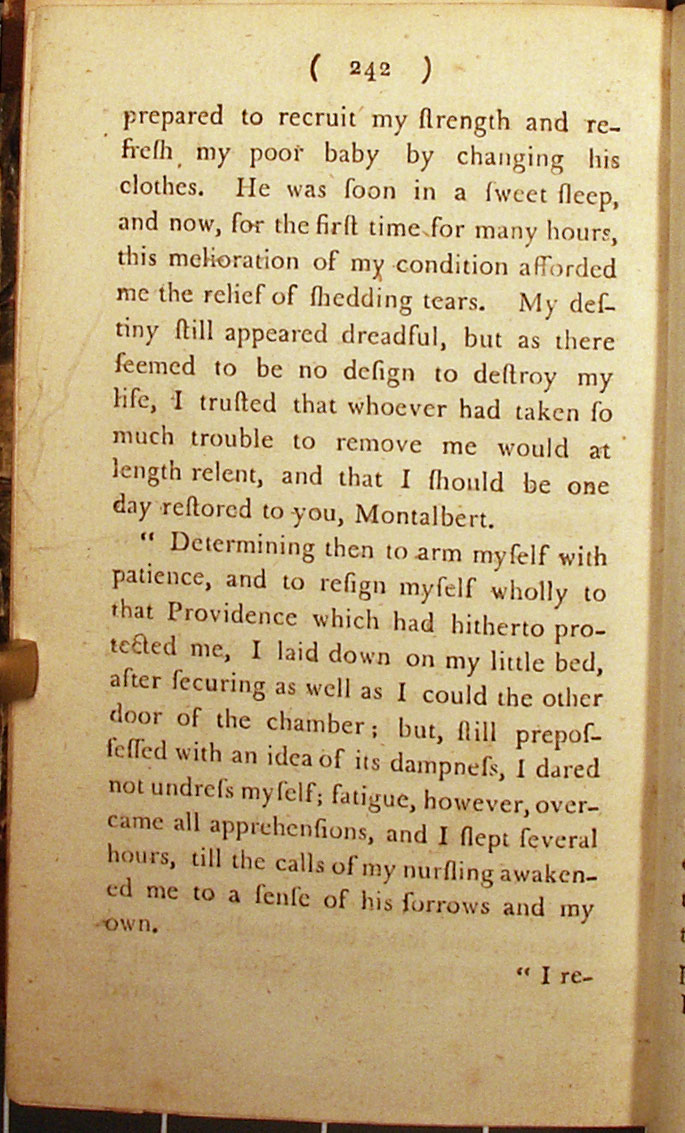 ( 242 )
prepared to recruit my ſtrength and re-
freſh my poor baby by changing his
clothes. He was ſoon in a ſweet ſleep,
and now, for the firſt time for many hours,
this melioration of my condition afforded
me the relief of ſhedding tears. My deſ-
tiny ſtill appeared dreadful, but as there
ſeemed to be no deſign to deſtroy my
life, I truſted that whoever had taken ſo
much trouble to remove me would at
length relent, and that I ſhould be one
day reſtored to you, Montalbert.
“ Determining then to arm myſelf with
patience, and to reſign myſelf wholly to
that Providence which had hitherto pro-
tected me, I laid down on my little bed,
after ſecuring as well as I could the other
door of the chamber; but, ſtill prepoſ-
ſeſſed with an idea of its dampneſs, I dared
not undreſs myſelf; fatigue, however, over-
came all apprehenſions, and I ſlept ſeveral
hours, till the calls of my nurſling awaken-
ed me to a ſenſe of his ſorrows and my
own.
“ I re-